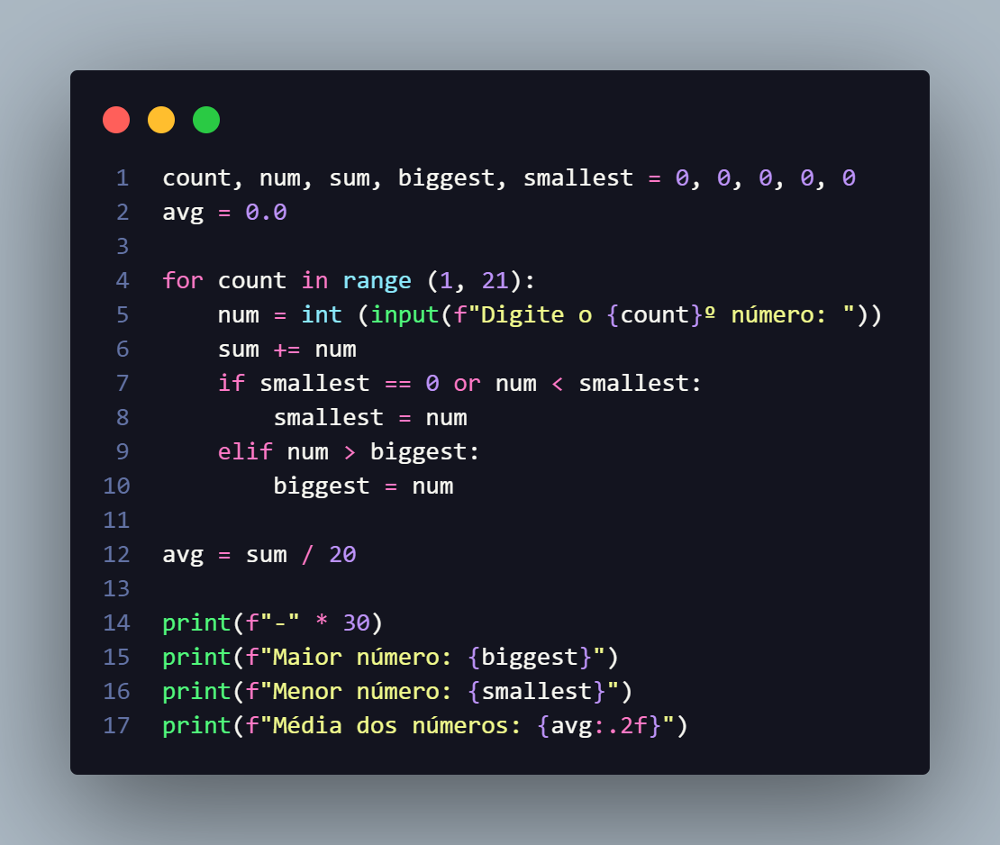 1 count, num, sum, biggest, smallest = 0, 0, 0, 0, 0
2 avg = 0.0
3
4 for count in range (1, 21):
5     num = int (input(f"Digite o {count}º número: "))
6     sum += num
7     if smallest == 0 or num < smallest:
8         smallest = num
9     elif num > biggest:
10         biggest = num
11
12 avg = sum / 20
13
14 print(f"-" * 30)
15 print(f"Maior número: {biggest}")
16 print(f"Menor número: {smallest}")
17 print(f"Média dos números: {avg:.2f}")